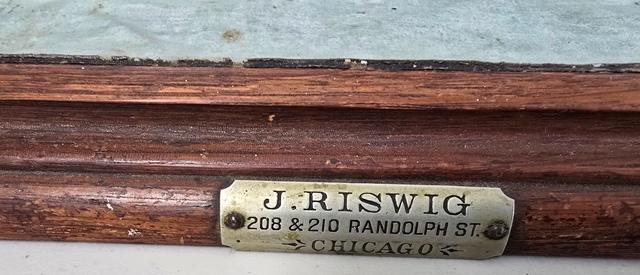 J. RISWIG
208 & 210 RANDOLPH ST.
CHICAGO